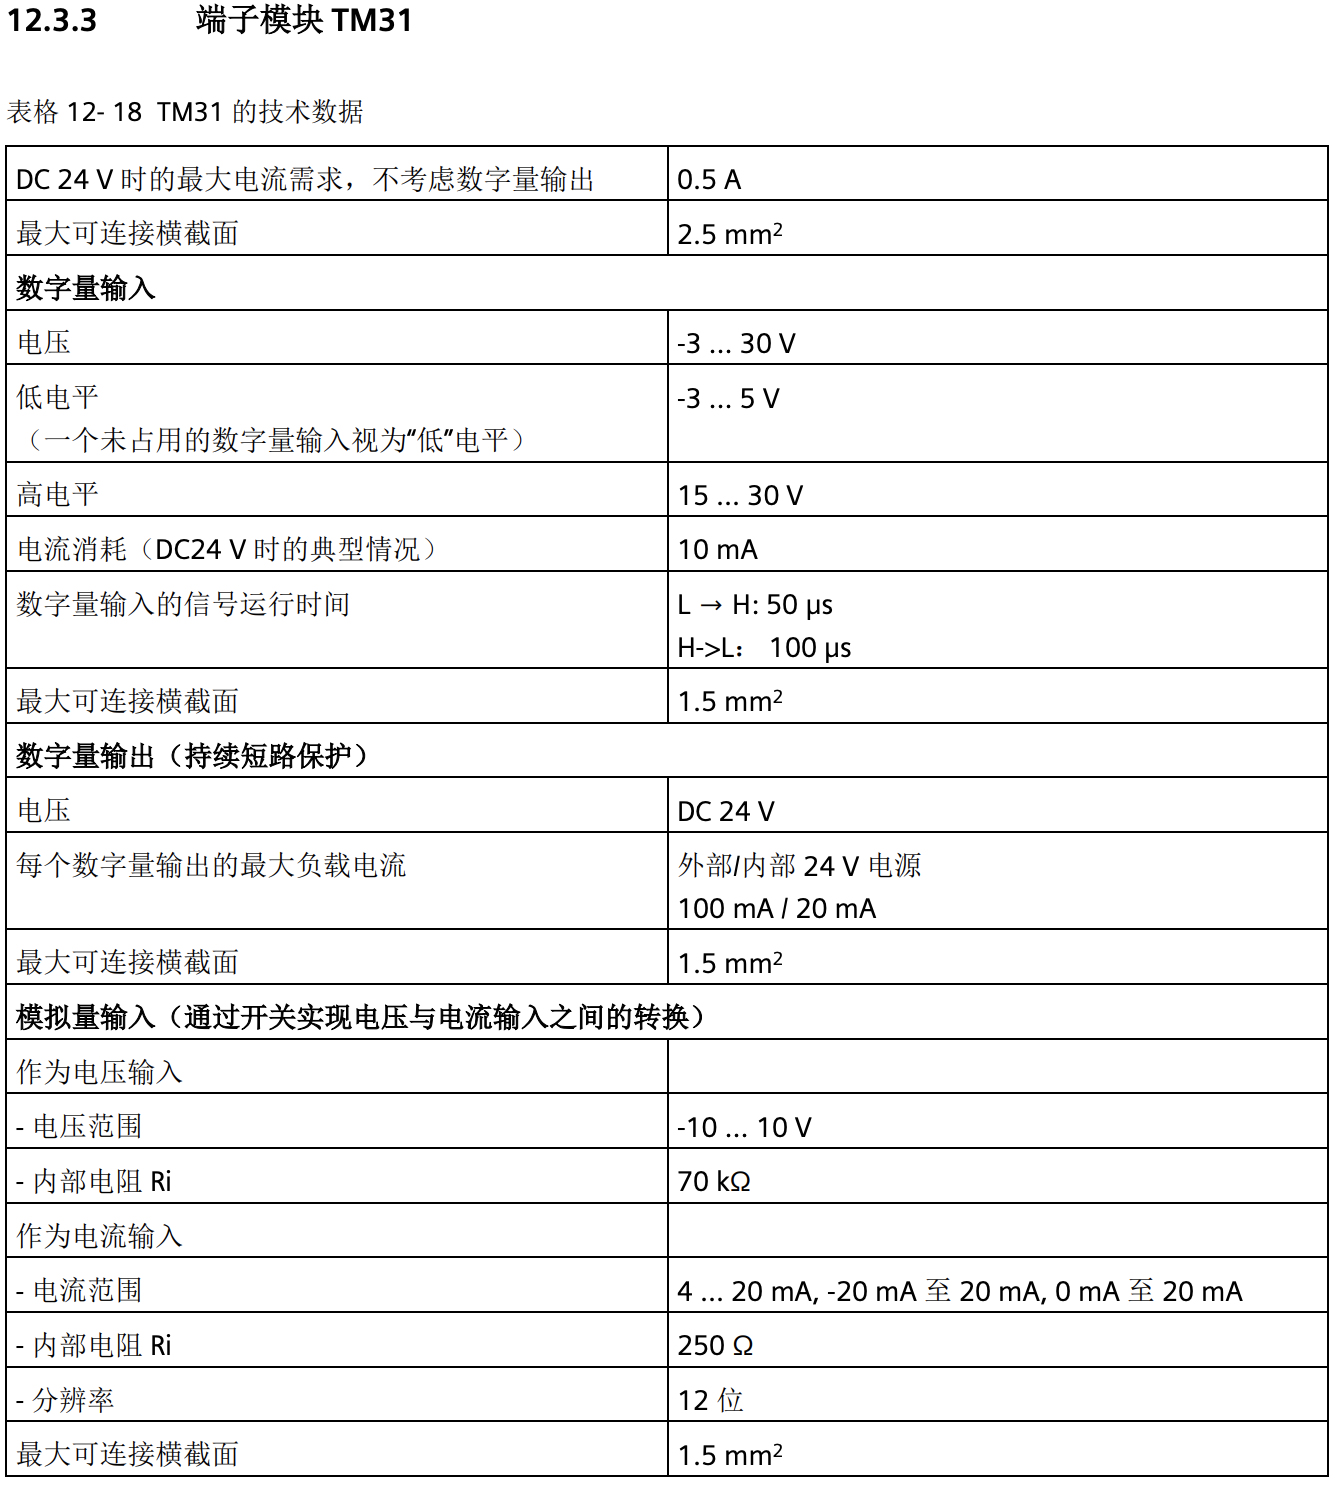 12.3.3 端子模块 TM31
表格 12- 18 TM31 的技术数据
DC 24 V 时的最大电流需求，不考虑数字量输出 0.5 A
最大可连接横截面 2.5 mm²
数字量输入
电压 -3 ... 30 V
低电平 -3 ... 5 V
（一个未占用的数字量输入视为“低”电平）
高电平 15 ... 30 V
电流消耗（DC24 V 时的典型情况） 10 mA
数字量输入的信号运行时间 L → H: 50 μs
H->L： 100 μs
最大可连接横截面 1.5 mm²
数字量输出（持续短路保护）
电压 DC 24 V
每个数字量输出的最大负载电流 外部/内部 24 V 电源
100 mA / 20 mA
最大可连接横截面 1.5 mm²
模拟量输入（通过开关实现电压与电流输入之间的转换）
作为电压输入
- 电压范围 -10 ... 10 V
- 内部电阻 Ri 70 kΩ
作为电流输入
- 电流范围 4 ... 20 mA, -20 mA 至 20 mA, 0 mA 至 20 mA
- 内部电阻 Ri 250 Ω
- 分辨率 12 位
最大可连接横截面 1.5 mm²